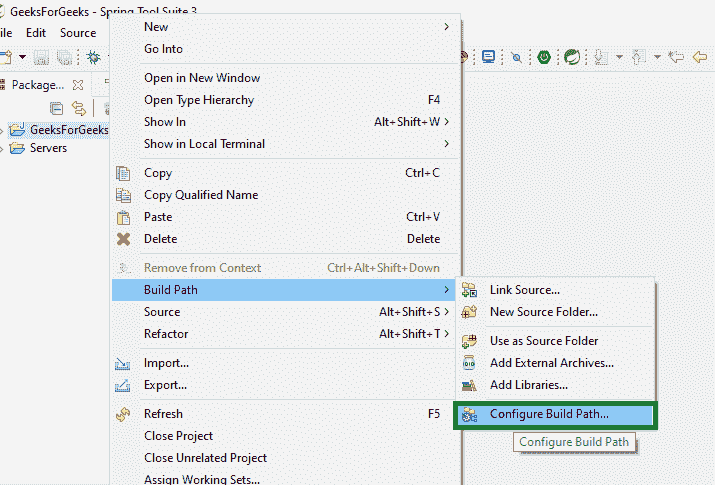 GeeksForGeeks - Spring Tool Suite 3
ile Edit Source
Package...
GeeksForGeeks
Servers
New
Go Into
Open in New Window
Open Type Hierarchy F4
Show In Alt+Shift+W
Show in Local Terminal
Copy Ctrl+C
Copy Qualified Name
Paste Ctrl+V
Delete Delete
Remove from Context Ctrl+Alt+Shift+Down
Build Path
Source Alt+Shift+S
Refactor Alt+Shift+T
Import...
Export...
Refresh F5
Close Project
Close Unrelated Project
Assign Working Sets...
Link Source...
New Source Folder...
Use as Source Folder
Add External Archives...
Add Libraries...
Configure Build Path...
Configure Build Path